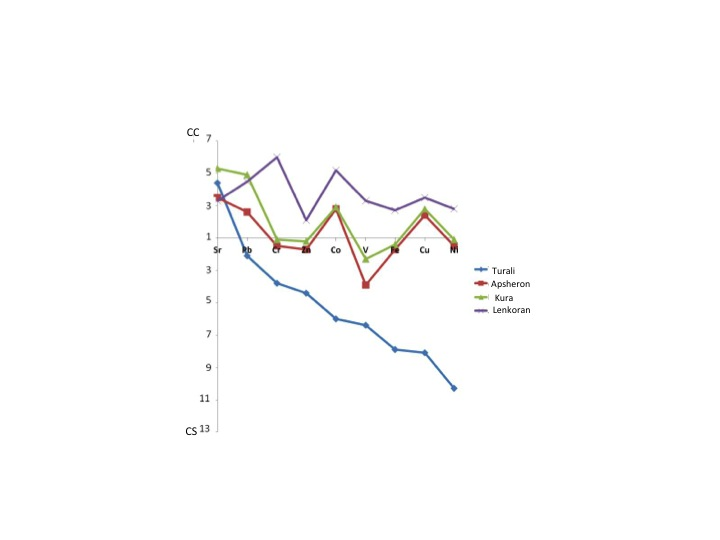 CC 7
5
3
1
Sr Pb Cr Zn Co V Fe Cu Ni
3
5
7
9
11
CS 13
Turali
Apsheron
Kura
Lenkoran